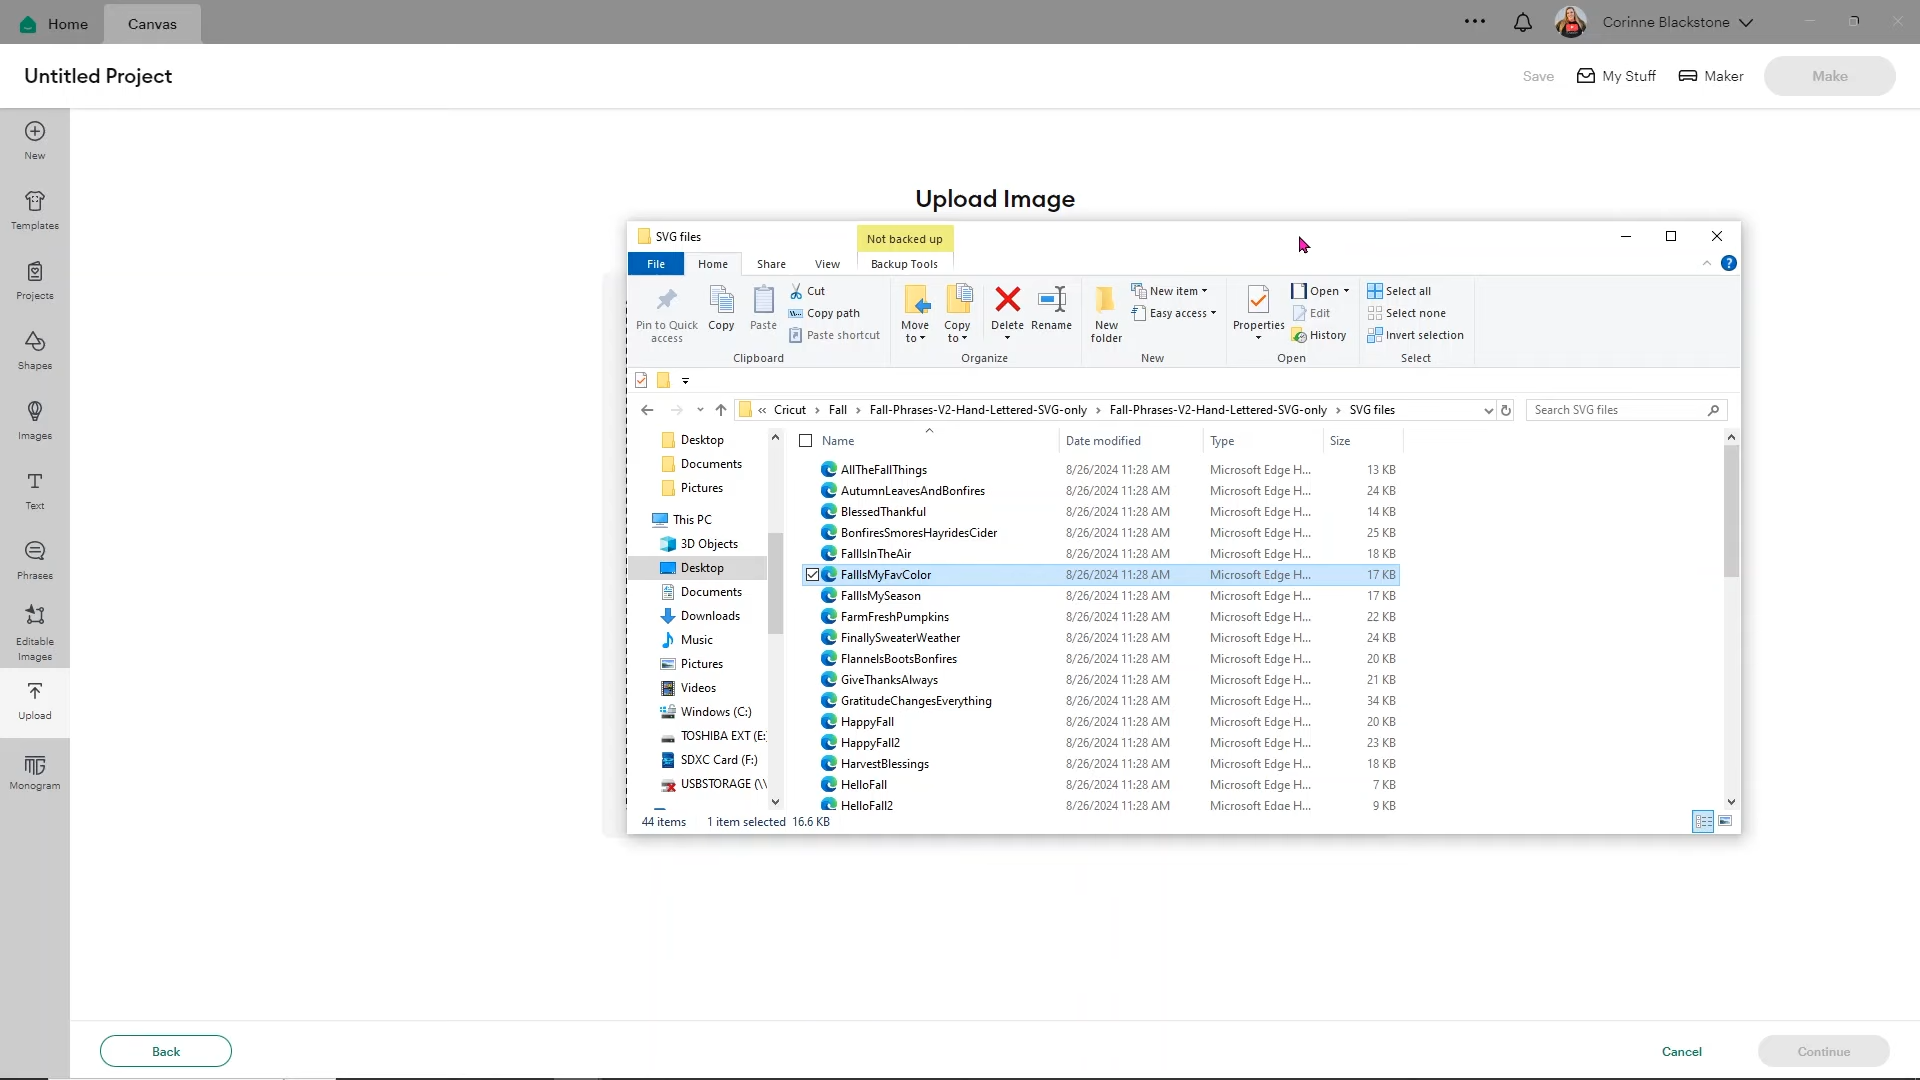 Home
Canvas
Corinne Blackstone
Untitled Project
Save
My Stuff
Maker
Make
New
Templates
Projects
Shapes
Images
Text
Phrases
Editable
Images
Upload
Monogram
Upload Image
SVG files
Not backed up
File
Home
Share
View
Backup Tools
Pin to Quick
access
Copy
Paste
Cut
Copy path
Paste shortcut
Clipboard
Move
to
Copy
to
Delete
Rename
Organize
New
folder
New item
Easy access
New
Properties
Open
Edit
History
Open
Select all
Select none
Invert selection
Select
« Cricut › Fall › Fall-Phrases-V2-Hand-Lettered-SVG-only › Fall-Phrases-V2-Hand-Lettered-SVG-only › SVG files
Search SVG files
Desktop
Documents
Pictures
This PC
3D Objects
Desktop
Documents
Downloads
Music
Pictures
Videos
Windows (C:)
TOSHIBA EXT (E:
SDXC Card (F:)
USBSTORAGE (\\
Name Date modified Type Size
AllTheFallThings 8/26/2024 11:28 AM Microsoft Edge H... 13 KB
AutumnLeavesAndBonfires 8/26/2024 11:28 AM Microsoft Edge H... 24 KB
BlessedThankful 8/26/2024 11:28 AM Microsoft Edge H... 14 KB
BonfiresSmoresHayridesCider 8/26/2024 11:28 AM Microsoft Edge H... 25 KB
FallIsInTheAir 8/26/2024 11:28 AM Microsoft Edge H... 18 KB
FallIsMyFavColor 8/26/2024 11:28 AM Microsoft Edge H... 17 KB
FallIsMySeason 8/26/2024 11:28 AM Microsoft Edge H... 17 KB
FarmFreshPumpkins 8/26/2024 11:28 AM Microsoft Edge H... 22 KB
FinallySweaterWeather 8/26/2024 11:28 AM Microsoft Edge H... 24 KB
FlannelsBootsBonfires 8/26/2024 11:28 AM Microsoft Edge H... 20 KB
GiveThanksAlways 8/26/2024 11:28 AM Microsoft Edge H... 21 KB
GratitudeChangesEverything 8/26/2024 11:28 AM Microsoft Edge H... 34 KB
HappyFall 8/26/2024 11:28 AM Microsoft Edge H... 20 KB
HappyFall2 8/26/2024 11:28 AM Microsoft Edge H... 23 KB
HarvestBlessings 8/26/2024 11:28 AM Microsoft Edge H... 18 KB
HelloFall 8/26/2024 11:28 AM Microsoft Edge H... 7 KB
HelloFall2 8/26/2024 11:28 AM Microsoft Edge H... 9 KB
44 items 1 item selected 16.6 KB
Back
Cancel
Continue